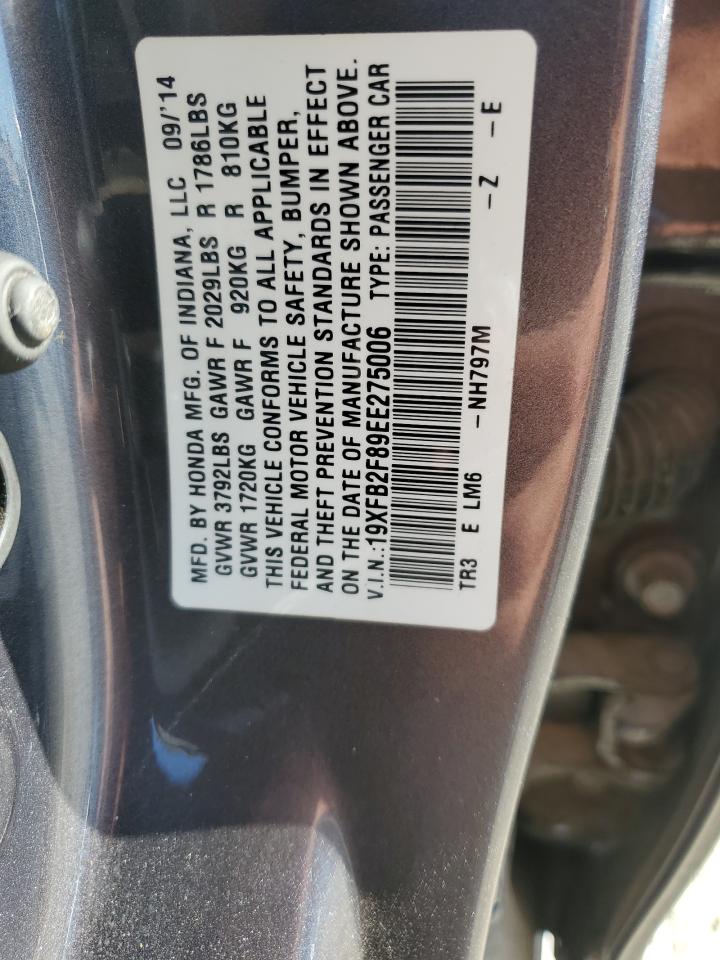 MFD. BY HONDA MFG. OF INDIANA, LLC 09/'14
GVWR 3792LBS GAWR F 2029LBS R 1786LBS
GVWR 1720KG GAWR F 920KG R 810KG
THIS VEHICLE CONFORMS TO ALL APPLICABLE
FEDERAL MOTOR VEHICLE SAFETY, BUMPER,
AND THEFT PREVENTION STANDARDS IN EFFECT
ON THE DATE OF MANUFACTURE SHOWN ABOVE.
V.I.N.:19XFB2F89EE275006 TYPE: PASSENGER CAR
TR3 E LM6 -NH797M -Z -E